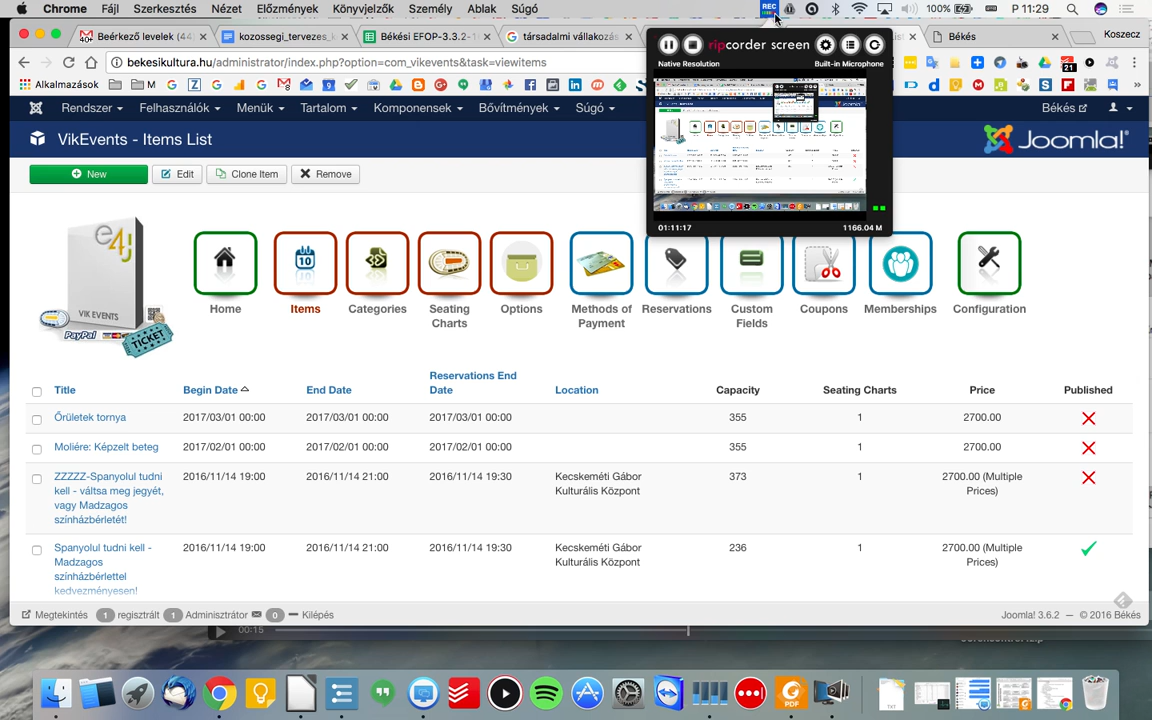 Chrome Fájl Szerkesztés Nézet Előzmények Könyvjelzők Személy Ablak Súgó REC 100% P 11:29
Beérkező levelek (44 kozossegi_tervezes_k Békési EFOP-3.3.2-1 társadalmi vállalkozás Békés Koszecz
bekesikultura.hu/administrator/index.php?option=com_vikevents&task=viewitems
Alkalmazások M 21
Rendszer Felhasználók Menük Tartalom Komponensek Bővítmények Súgó Békés
VikEvents - Items List Joomla!®
New Edit Clone Item Remove
ripcorder screen
Native Resolution Built-in Microphone
01:11:17 1166.04 M
e4j
VIK EVENTS
PayPal TICKET
Home Items Categories Seating Charts Options Methods of Payment Reservations Custom Fields Coupons Memberships Configuration
Title Begin Date End Date Reservations End Date Location Capacity Seating Charts Price Published
Őrületek tornya 2017/03/01 00:00 2017/03/01 00:00 2017/03/01 00:00 355 1 2700.00
Moliére: Képzelt beteg 2017/02/01 00:00 2017/02/01 00:00 2017/02/01 00:00 355 1 2700.00
ZZZZZ-Spanyolul tudni 2016/11/14 19:00 2016/11/14 21:00 2016/11/14 19:30 Kecskeméti Gábor 373 1 2700.00 (Multiple
kell - váltsa meg jegyét, Kulturális Központ Prices)
vagy Madzagos
színházbérletét!
Spanyolul tudni kell - 2016/11/14 19:00 2016/11/14 21:00 2016/11/14 19:30 Kecskeméti Gábor 236 1 2700.00 (Multiple
Madzagos Kulturális Központ Prices)
színházbérlettel
kedvezményesen!
Megtekintés 1 regisztrált 1 Adminisztrátor 0 Kilépés Joomla! 3.6.2 — © 2016 Békés
00:15
PDF